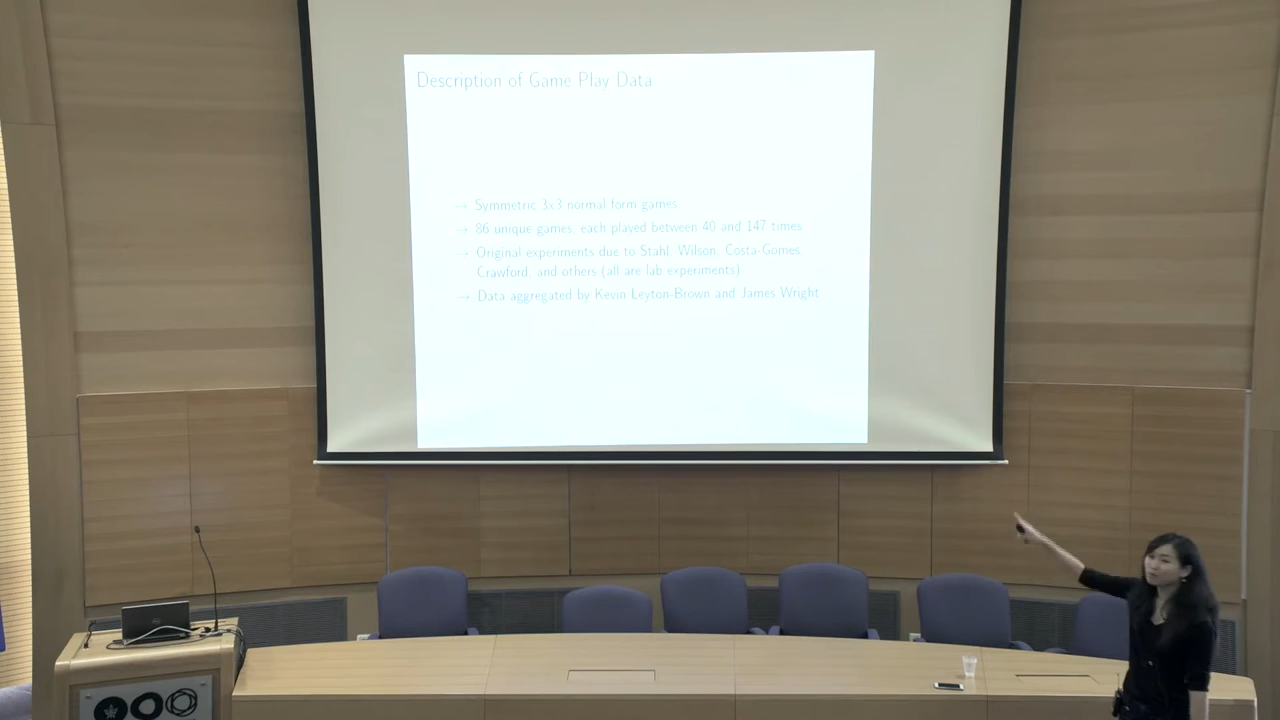 Description of Game Play Data
→ Symmetric 3x3 normal form games
→ 86 unique games, each played between 40 and 147 times
→ Original experiments due to Stahl, Wilson, Costa-Gomes,
Crawford, and others (all are lab experiments)
→ Data aggregated by Kevin Leyton-Brown and James Wright